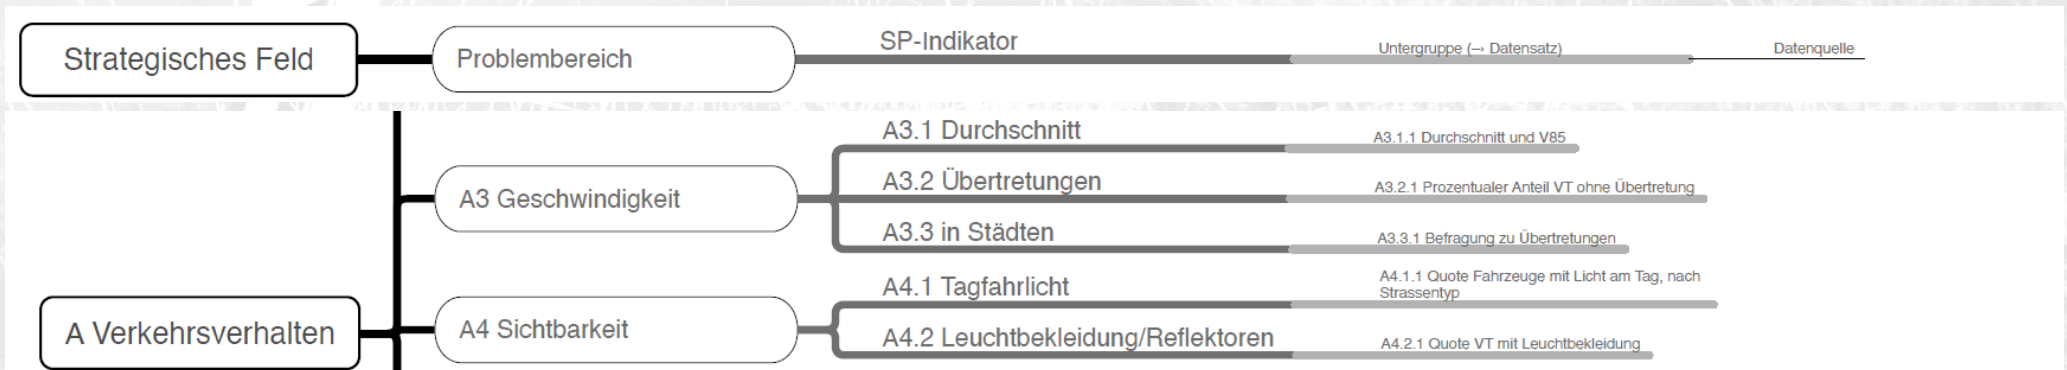 Strategisches Feld
Problembereich
SP-Indikator
Untergruppe (→ Datensatz)
Datenquelle
A3.1 Durchschnitt
A3.1.1 Durchschnitt und V85
A3 Geschwindigkeit
A3.2 Übertretungen
A3.2.1 Prozentualer Anteil VT ohne Übertretung
A3.3 in Städten
A3.3.1 Befragung zu Übertretungen
A Verkehrsverhalten
A4 Sichtbarkeit
A4.1 Tagfahrlicht
A4.1.1 Quote Fahrzeuge mit Licht am Tag, nach
Strassentyp
A4.2 Leuchtbekleidung/Reflektoren
A4.2.1 Quote VT mit Leuchtbekleidung